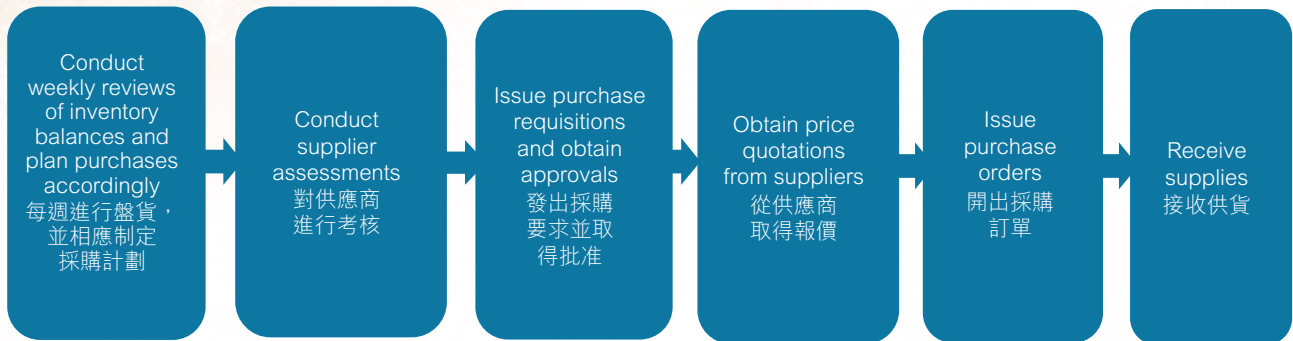 Conduct
weekly reviews
of inventory
balances and
plan purchases
accordingly
每週進行盤貨，
並相應制定
採購計劃
Conduct
supplier
assessments
對供應商
進行考核
Issue purchase
requisitions
and obtain
approvals
發出採購
要求並取
得批准
Obtain price
quotations
from suppliers
從供應商
取得報價
Issue
purchase
orders
開出採購
訂單
Receive
supplies
接收供貨